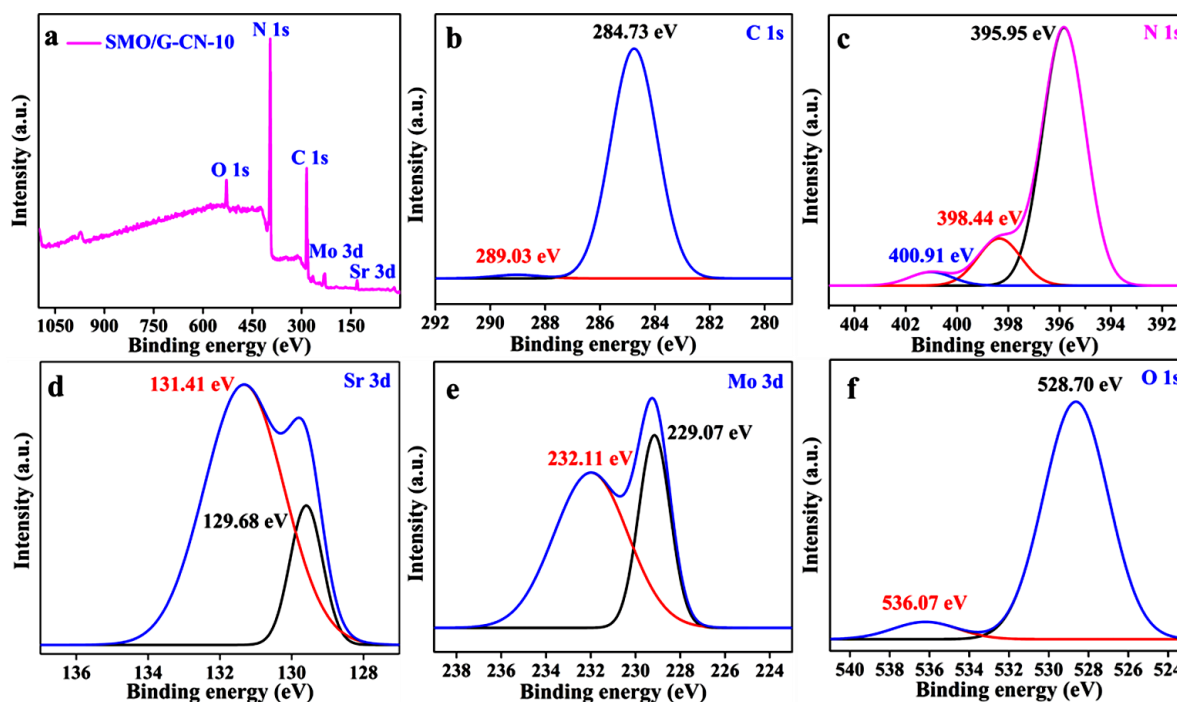 a
SMO/G-CN-10
N 1s
O 1s
C 1s
Mo 3d
Sr 3d
1050 900 750 600 450 300 150
Binding energy (eV)
Intensity (a.u.)
b
284.73 eV
C 1s
289.03 eV
292 290 288 286 284 282 280
Binding energy (eV)
Intensity (a.u.)
c
395.95 eV
N 1s
398.44 eV
400.91 eV
404 402 400 398 396 394 392
Binding energy (eV)
Intensity (a.u.)
d
131.41 eV
Sr 3d
129.68 eV
136 134 132 130 128
Binding energy (eV)
Intensity (a.u.)
e
Mo 3d
229.07 eV
232.11 eV
238 236 234 232 230 228 226 224
Binding energy (eV)
Intensity (a.u.)
f
528.70 eV
O 1s
536.07 eV
540 538 536 534 532 530 528 526 524
Binding energy (eV)
Intensity (a.u.)